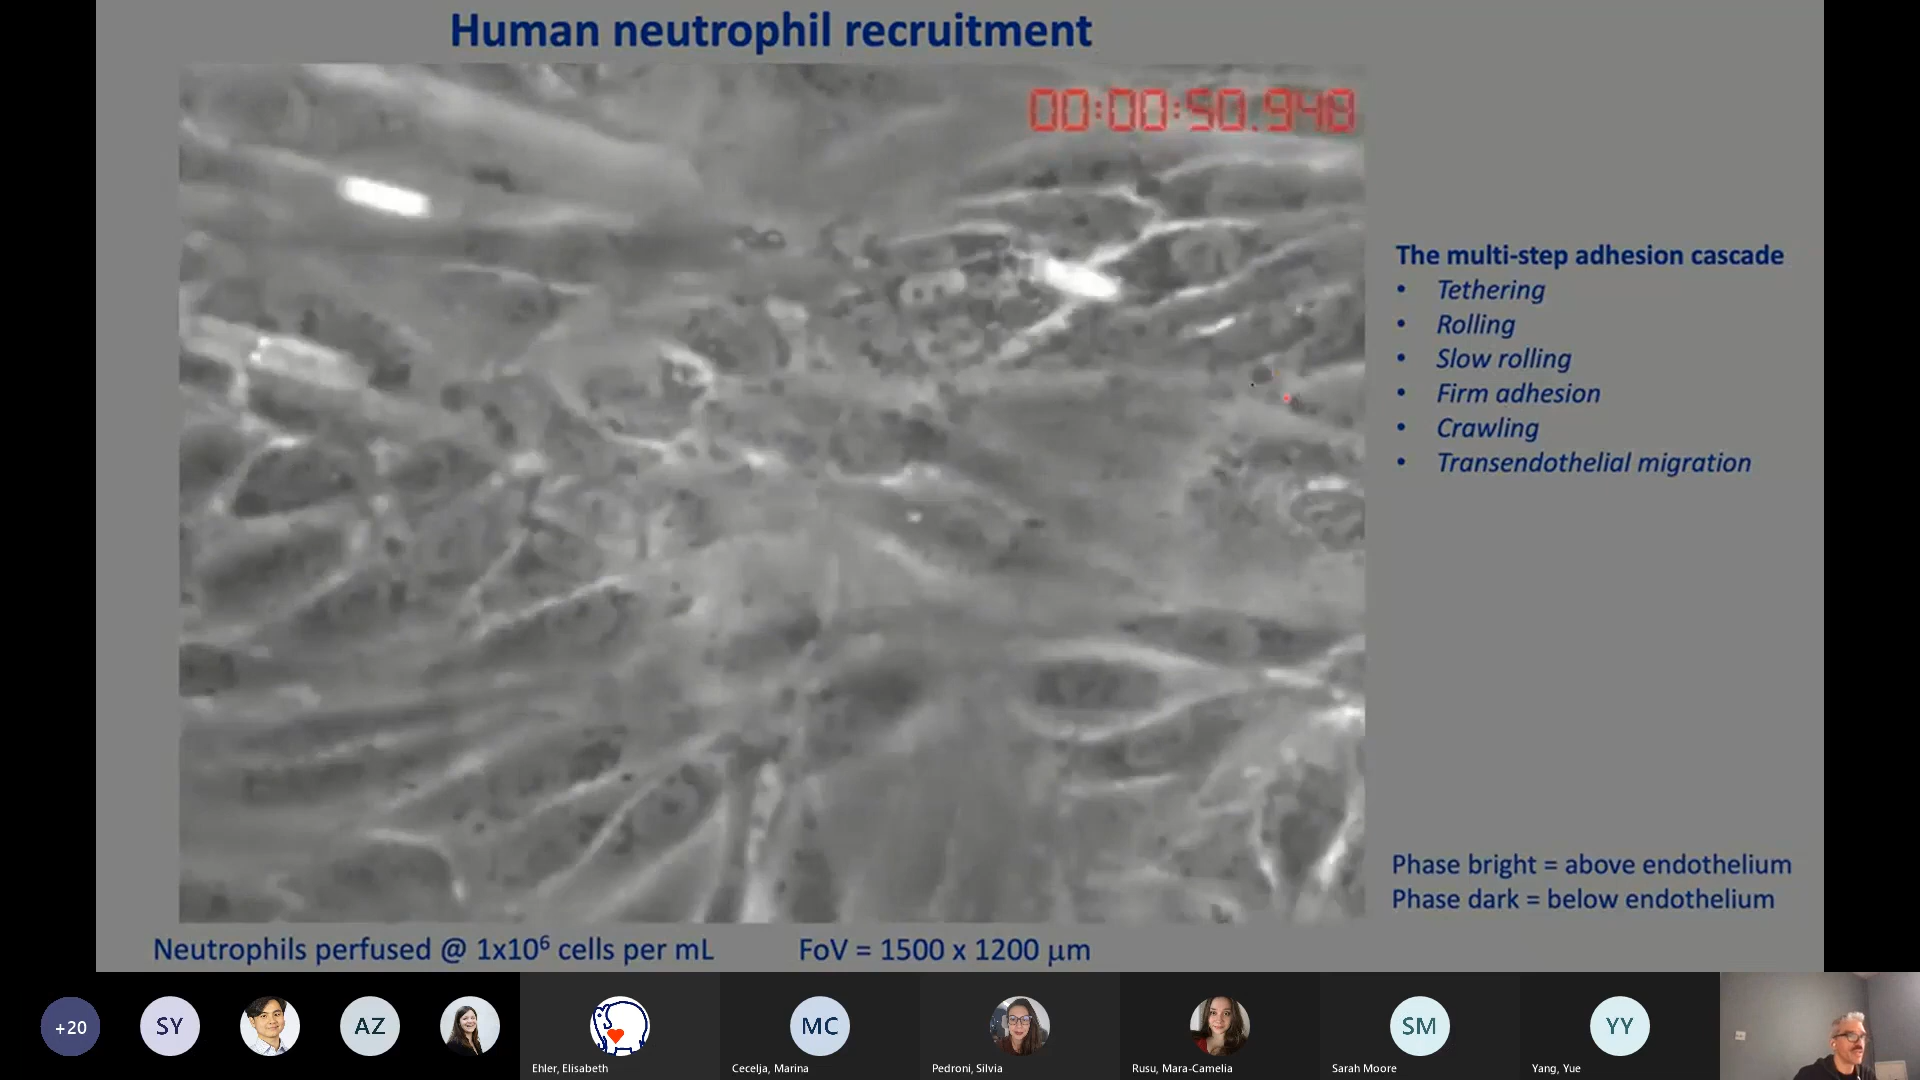 Human neutrophil recruitment
00:00:50.948
The multi-step adhesion cascade
• Tethering
• Rolling
• Slow rolling
• Firm adhesion
• Crawling
• Transendothelial migration
Phase bright = above endothelium
Phase dark = below endothelium
Neutrophils perfused @ 1x10⁶ cells per mL
FoV = 1500 x 1200 µm
+20
SY
AZ
MC
SM
YY
Ehler, Elisabeth
Cecelja, Marina
Pedroni, Silvia
Rusu, Mara-Camelia
Sarah Moore
Yang, Yue